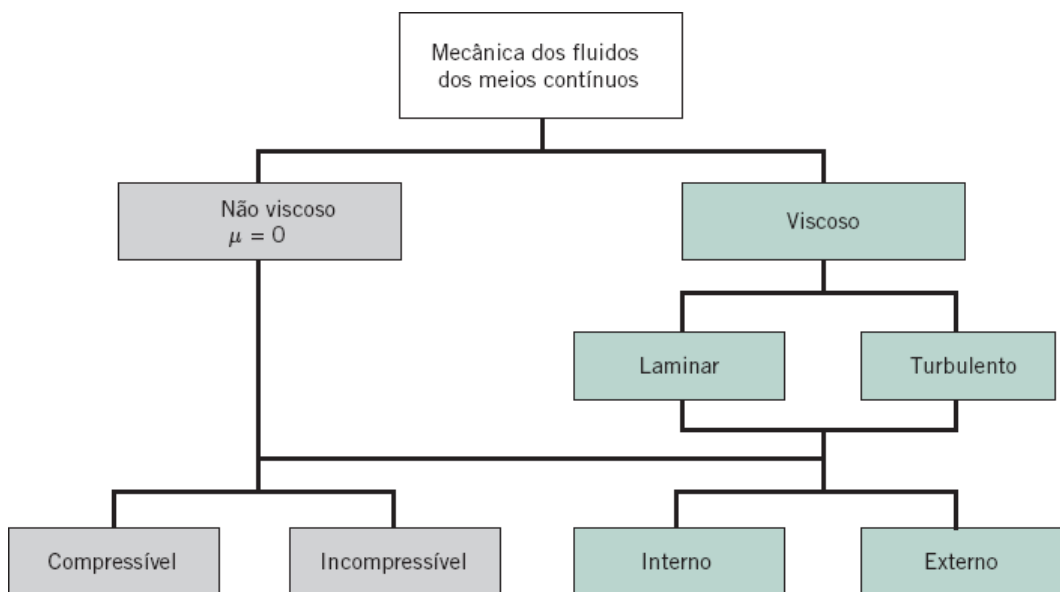 Mecânica dos fluidos
dos meios contínuos
Não viscoso
μ = 0
Viscoso
Laminar
Turbulento
Compressível
Incompressível
Interno
Externo